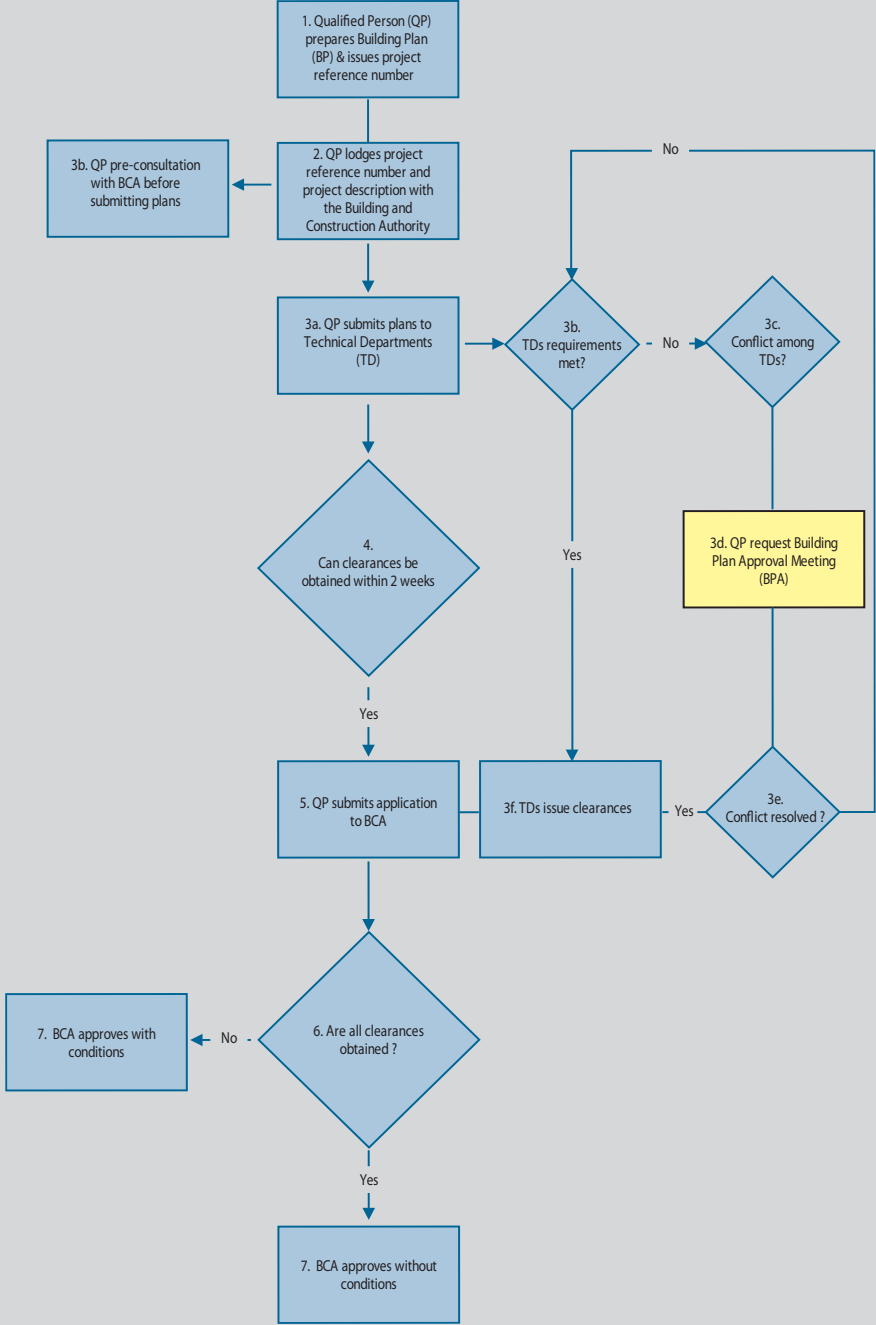 1. Qualified Person (QP)
prepares Building Plan
(BP) & issues project
reference number
3b. QP pre-consultation
with BCA before
submitting plans
2. QP lodges project
reference number and
project description with
the Building and
Construction Authority
No
3a. QP submits plans to
Technical Departments
(TD)
3b.
TDs requirements
met?
No
3c.
Conflict among
TDs?
4.
Can clearances be
obtained within 2 weeks
Yes
3d. QP request Building
Plan Approval Meeting
(BPA)
Yes
5. QP submits application
to BCA
3f. TDs issue clearances
Yes
3e.
Conflict resolved ?
6. Are all clearances
obtained ?
No
7. BCA approves with
conditions
Yes
7. BCA approves without
conditions